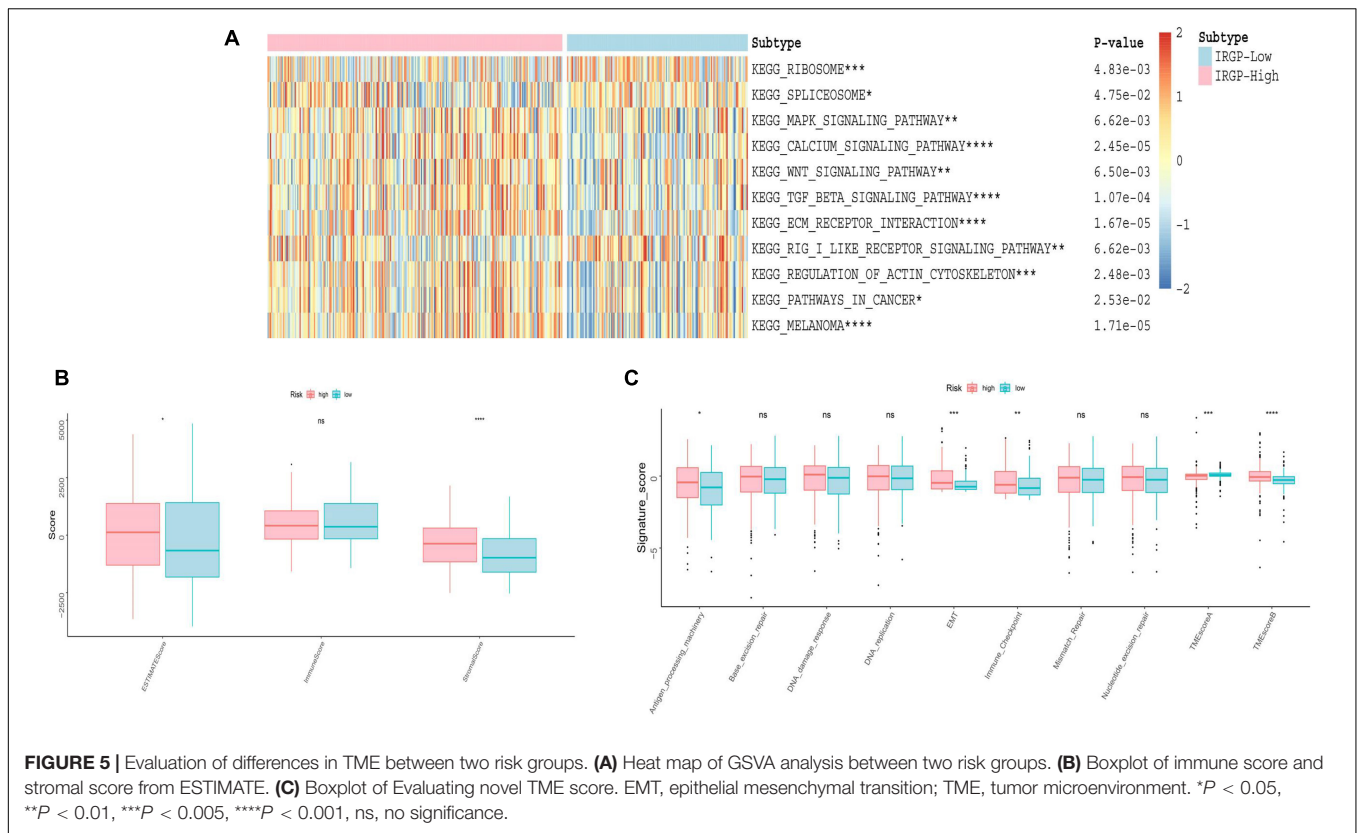 A
Subtype P-value
KEGG_RIBOSOME*** 4.83e-03
KEGG_SPLICEOSOME* 4.75e-02
KEGG_MAPK_SIGNALING_PATHWAY** 6.62e-03
KEGG_CALCIUM_SIGNALING_PATHWAY**** 2.45e-05
KEGG_WNT_SIGNALING_PATHWAY** 6.50e-03
KEGG_TGF_BETA_SIGNALING_PATHWAY**** 1.07e-04
KEGG_ECM_RECEPTOR_INTERACTION**** 1.67e-05
KEGG_RIG_I_LIKE_RECEPTOR_SIGNALING_PATHWAY** 6.62e-03
KEGG_REGULATION_OF_ACTIN_CYTOSKELETON*** 2.48e-03
KEGG_PATHWAYS_IN_CANCER* 2.53e-02
KEGG_MELANOMA**** 1.71e-05
2
1
0
-1
-2
Subtype
IRGP-Low
IRGP-High
B
Risk high low
* ns ****
Score
5000
2500
0
-2500
ESTIMATEScore
ImmuneScore
StromalScore
C
Risk high low
* ns ns ns *** ** ns ns *** ****
Signature_score
0
-5
Antigen_processing_machinery
Base_excision_repair
DNA_damage_response
DNA_replication
EMT
Immune_Checkpoint
Mismatch_Repair
Nucleotide_excision_repair
TMEscoreA
TMEscoreB
FIGURE 5 | Evaluation of differences in TME between two risk groups. (A) Heat map of GSVA analysis between two risk groups. (B) Boxplot of immune score and
stromal score from ESTIMATE. (C) Boxplot of Evaluating novel TME score. EMT, epithelial mesenchymal transition; TME, tumor microenvironment. *P < 0.05,
**P < 0.01, ***P < 0.005, ****P < 0.001, ns, no significance.